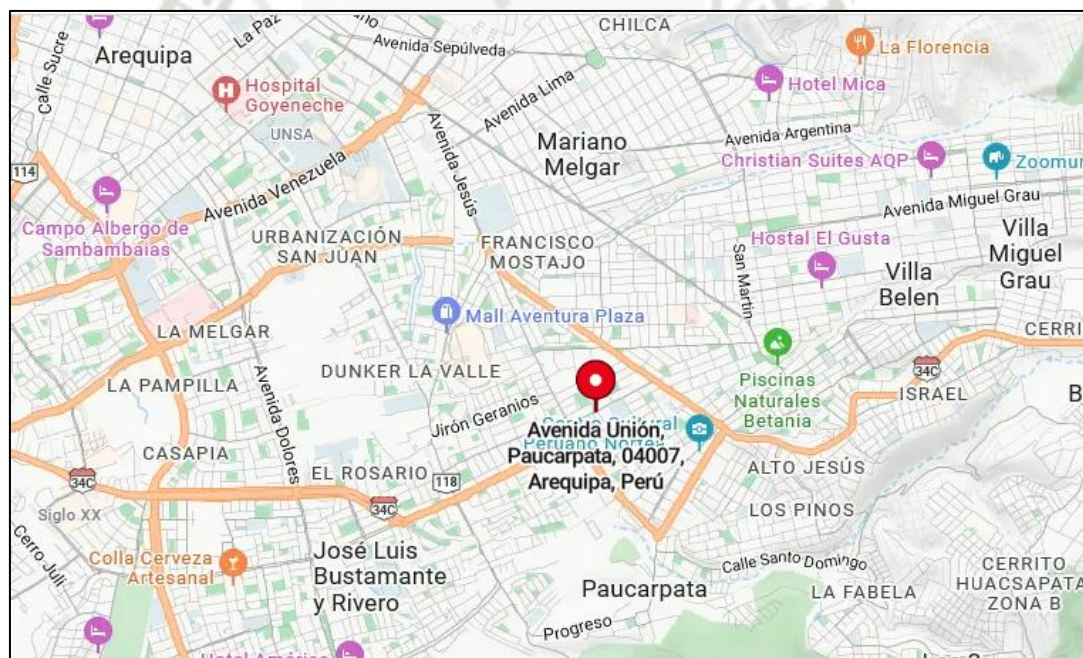 CHILCA
La Paz
Avenida Sepúlveda
La Florencia
Arequipa
Calle Sucre
Hospital
Goyeneche
UNSA
Avenida Lima
Hotel Mica
Avenida Jesús
Mariano
Melgar
Avenida Argentina
Christian Suites AQP
114
Avenida Venezuela
Campo Albergo de
Sambambaias
URBANIZACIÓN
SAN JUAN
FRANCISCO
MOSTAJO
Avenida Miguel Grau
Hostal El Gusta
San Martin
Villa
Miguel
Grau
Villa
Belen
Mall Aventura Plaza
LA MELGAR
DUNKER LA VALLE
LA PAMPILLA
Avenida Dolores
Jirón Geranios
Piscinas
Naturales
Betania
34C
ISRAEL
Avenida Unión,
Paucarpata, 04007,
Arequipa, Perú
CASAPIA
EL ROSARIO
118
34C
34C
ALTO JESÚS
LOS PINOS
Siglo XX
Cerro Juli
Colla Cerveza
Artesanal
José Luis
Bustamante
y Rivero
Calle Santo Domingo
Paucarpata
LA FABELA
CERRITO
HUACSAPATA
ZONA B
Progreso